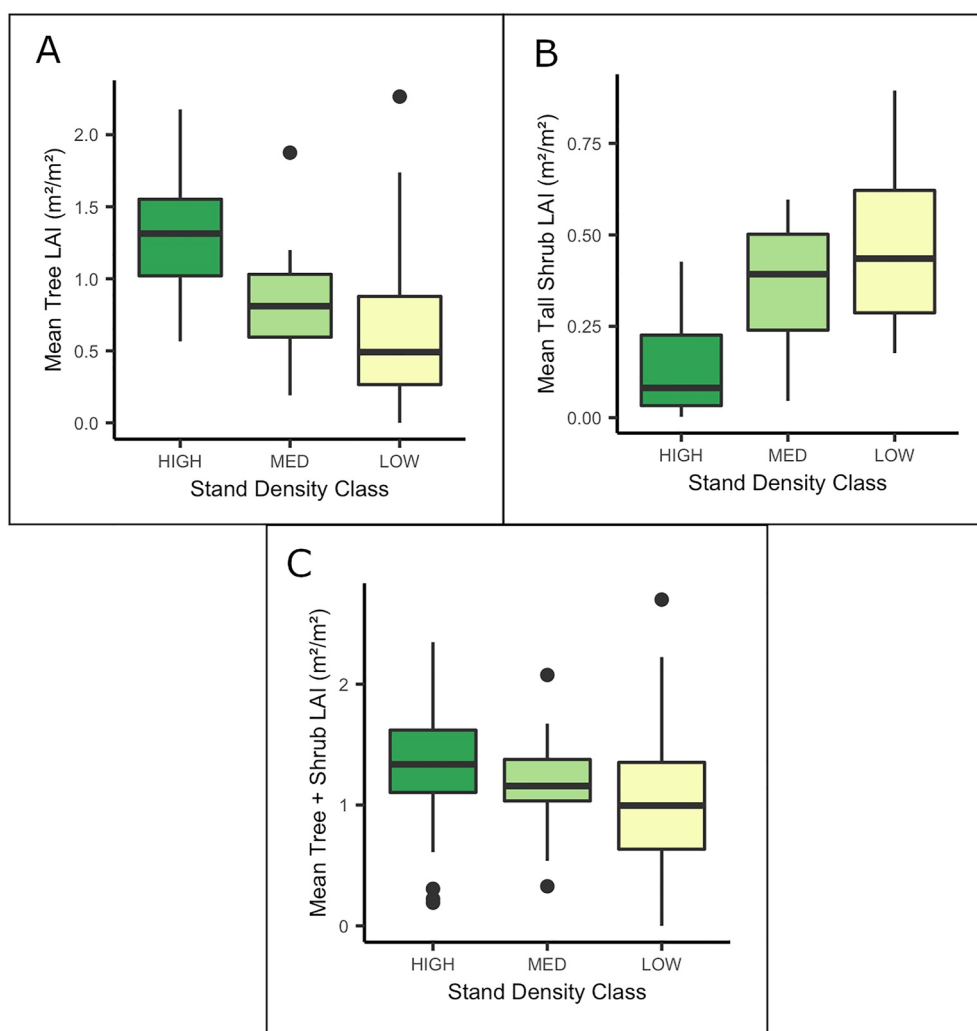 A
Mean Tree LAI (m²/m²)
2.0
1.5
1.0
0.5
0.0
HIGH MED LOW
Stand Density Class
B
Mean Tall Shrub LAI (m²/m²)
0.75
0.50
0.25
0.00
HIGH MED LOW
Stand Density Class
C
Mean Tree + Shrub LAI (m²/m²)
2
1
0
HIGH MED LOW
Stand Density Class